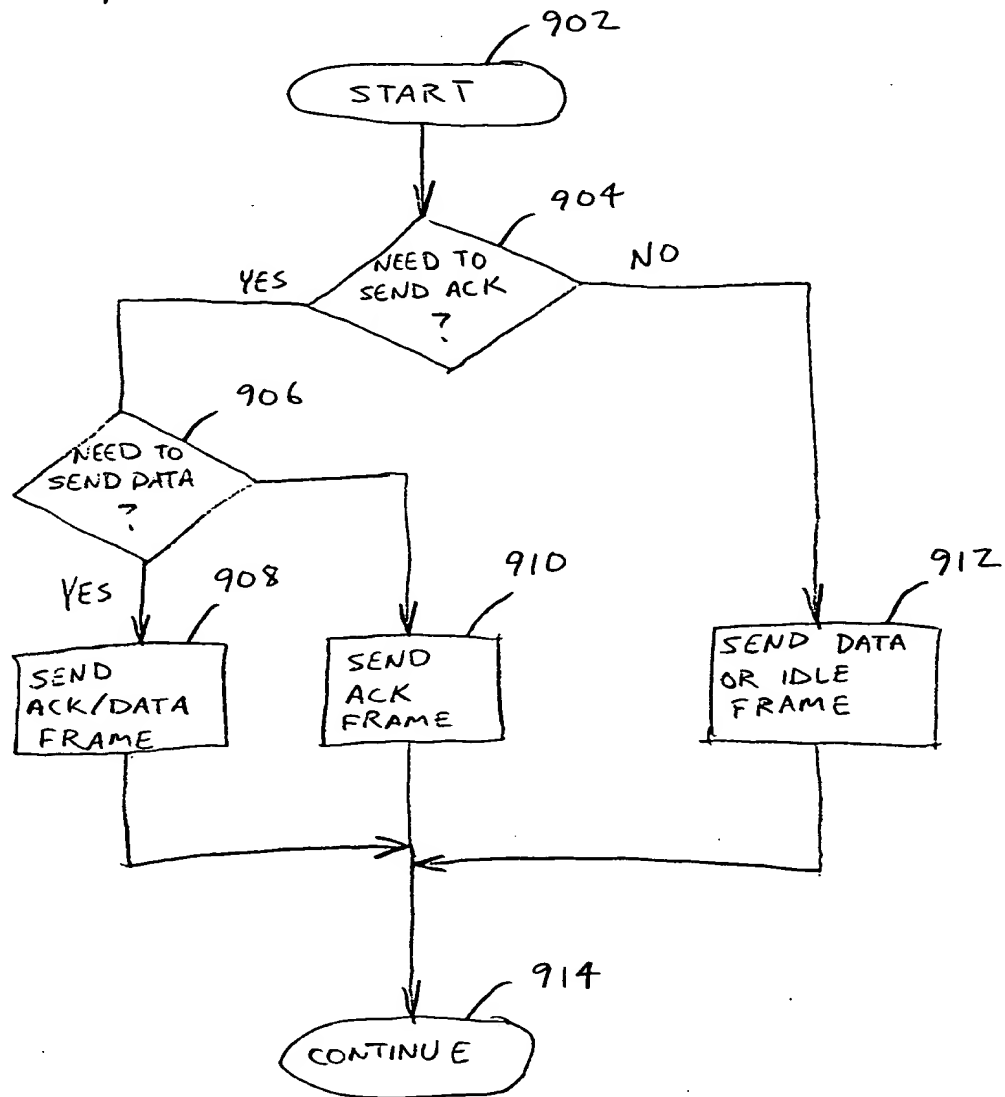 902
START
904
NEED TO
SEND ACK
?
YES
NO
906
NEED TO
SEND DATA
?
YES
908
910
912
SEND
ACK/DATA
FRAME
SEND
ACK
FRAME
SEND DATA
OR IDLE
FRAME
914
CONTINUE